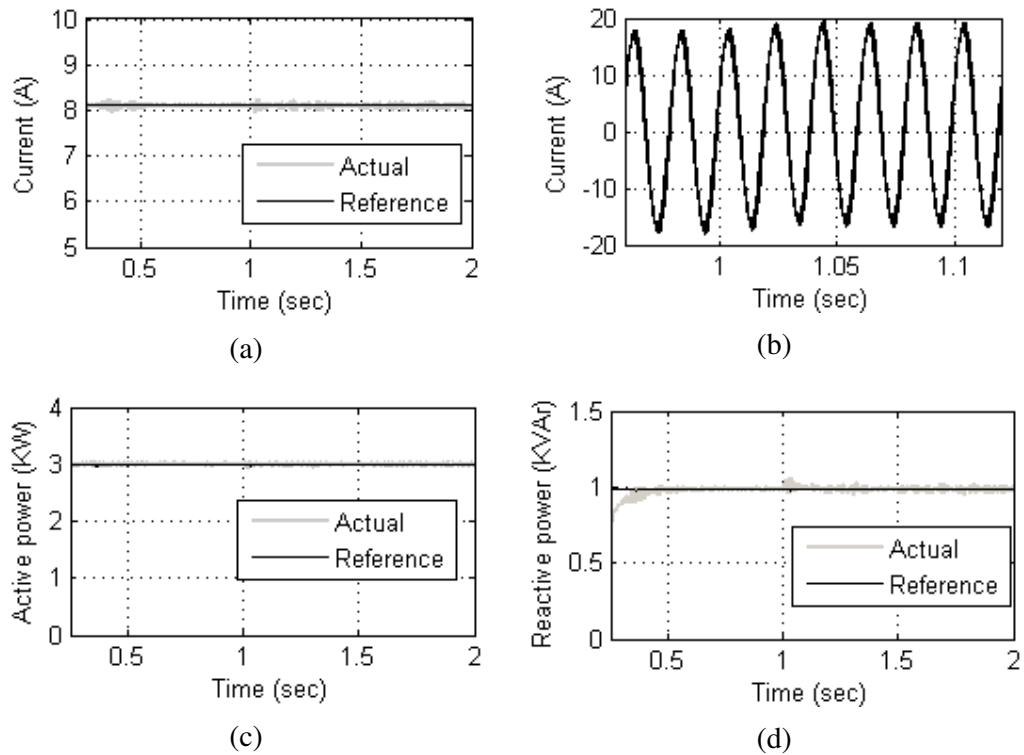 Current (A)
10
9
8
7
6
5
Actual
Reference
0.5
1
1.5
2
Time (sec)
(a)
Current (A)
20
10
0
-10
-20
1
1.05
1.1
Time (sec)
(b)
Active power (KW)
4
3
2
1
0
Actual
Reference
0.5
1
1.5
2
Time (sec)
(c)
Reactive power (KVAr)
1.5
1
0.5
0
Actual
Reference
0.5
1
1.5
2
Time (sec)
(d)